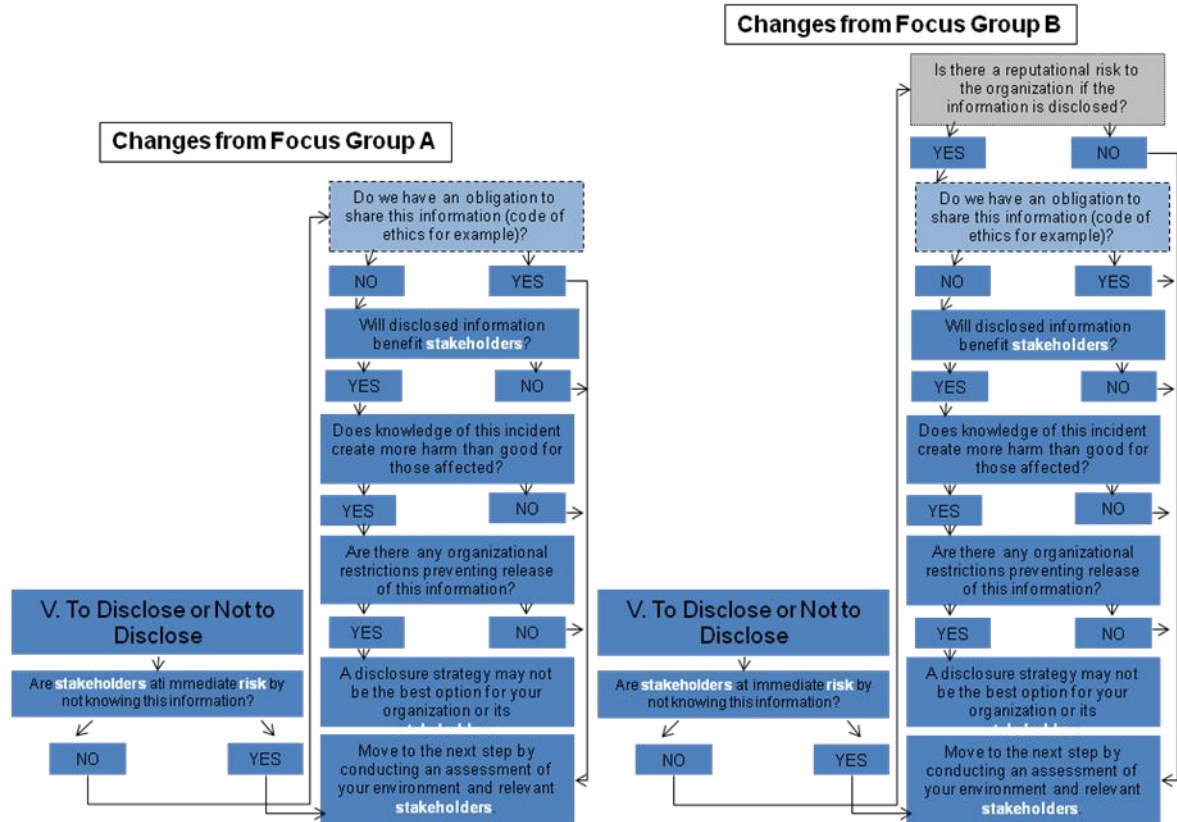 Changes from Focus Group A
Do we have an obligation to
share this information (code of
ethics for example)?
NO
YES
Will disclosed information
benefit stakeholders?
YES
NO
Does knowledge of this incident
create more harm than good for
those affected?
YES
NO
Are there any organizational
restrictions preventing release
of this information?
YES
NO
A disclosure strategy may not
be the best option for your
organization or its
V. To Disclose or Not to
Disclose
Are stakeholders ati mmediate risk by
not knowing this information?
NO
YES
Move to the next step by
conducting an assessment of
your environment and relevant
stakeholders.
Changes from Focus Group B
Is there a reputational risk to
the organization if the
information is disclosed?
YES
NO
Do we have an obligation to
share this information (code of
ethics for example)?
NO
YES
Will disclosed information
benefit stakeholders?
YES
NO
Does knowledge of this incident
create more harm than good for
those affected?
YES
NO
Are there any organizational
restrictions preventing release
of this information?
YES
NO
A disclosure strategy may not
be the best option for your
organization or its
V. To Disclose or Not to
Disclose
Are stakeholders at immediate risk by
not knowing this information?
NO
YES
Move to the next step by
conducting an assessment of
your environment and relevant
stakeholders.